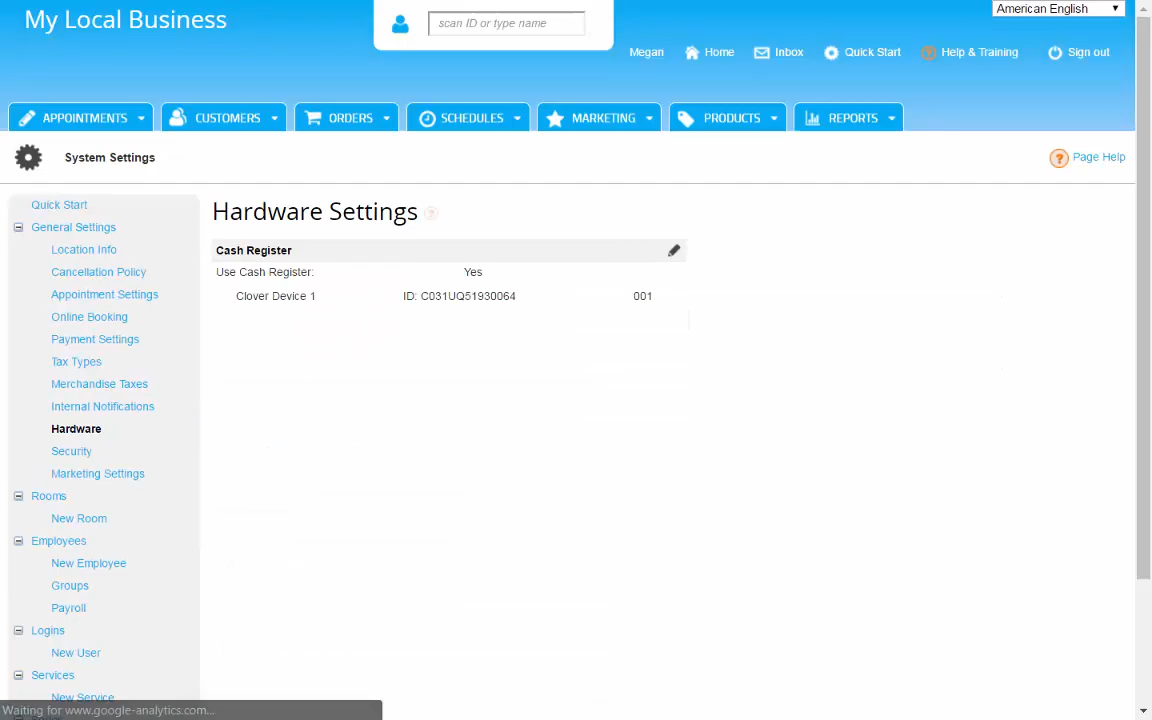 My Local Business
scan ID or type name
American English
Megan
Home
Inbox
Quick Start
Help & Training
Sign out
APPOINTMENTS
CUSTOMERS
ORDERS
SCHEDULES
MARKETING
PRODUCTS
REPORTS
System Settings
? Page Help
Quick Start
General Settings
Location Info
Cancellation Policy
Appointment Settings
Online Booking
Payment Settings
Tax Types
Merchandise Taxes
Internal Notifications
Hardware
Security
Marketing Settings
Rooms
New Room
Employees
New Employee
Groups
Payroll
Logins
New User
Services
New Service
Hardware Settings ?
Cash Register
Use Cash Register: Yes
Clover Device 1 ID: C031UQ51930064 001
Waiting for www.google-analytics.com...